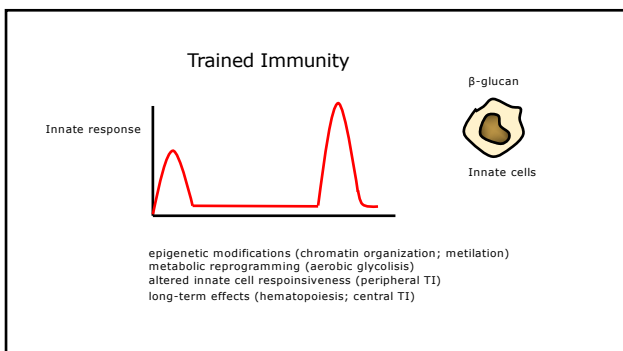 Trained Immunity
β-glucan
Innate response
Innate cells
epigenetic modifications (chromatin organization; metilation)
metabolic reprogramming (aerobic glycolisis)
altered innate cell respoinsiveness (peripheral TI)
long-term effects (hematopoiesis; central TI)